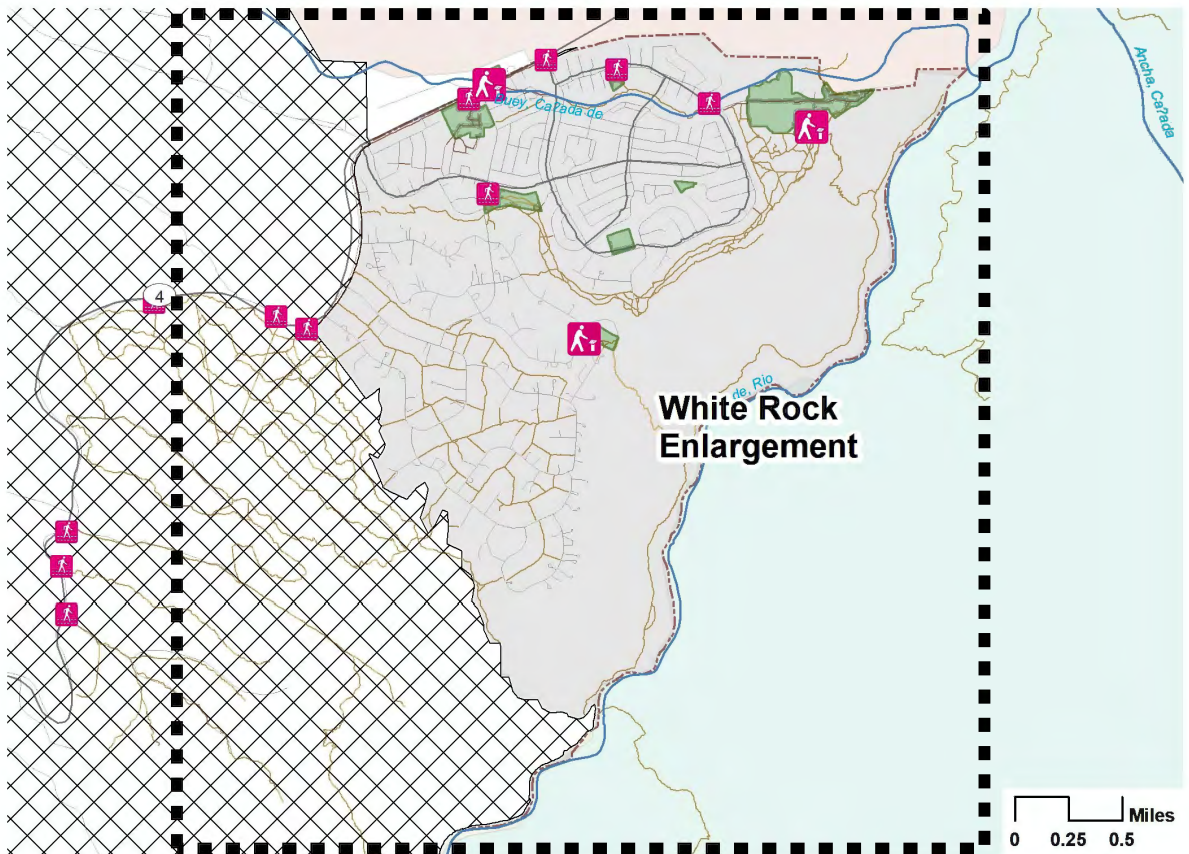 Ancha, Ca?ada
Buey, Ca?ada de
4
de, Rio
White Rock
Enlargement
Miles
0 0.25 0.5